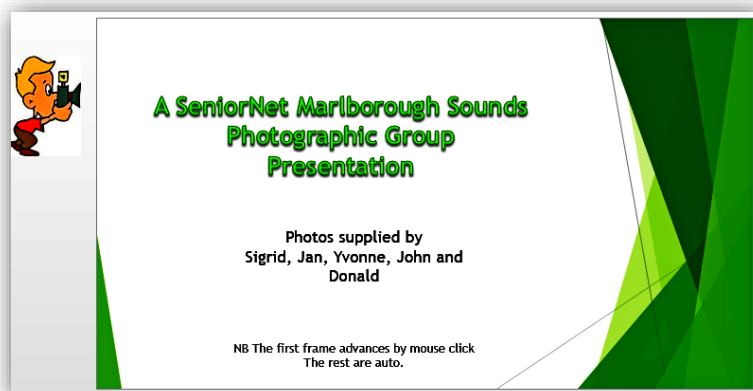 A SeniorNet Marlborough Sounds
Photographic Group
Presentation
Photos supplied by
Sigrid, Jan, Yvonne, John and
Donald
NB The first frame advances by mouse click
The rest are auto.